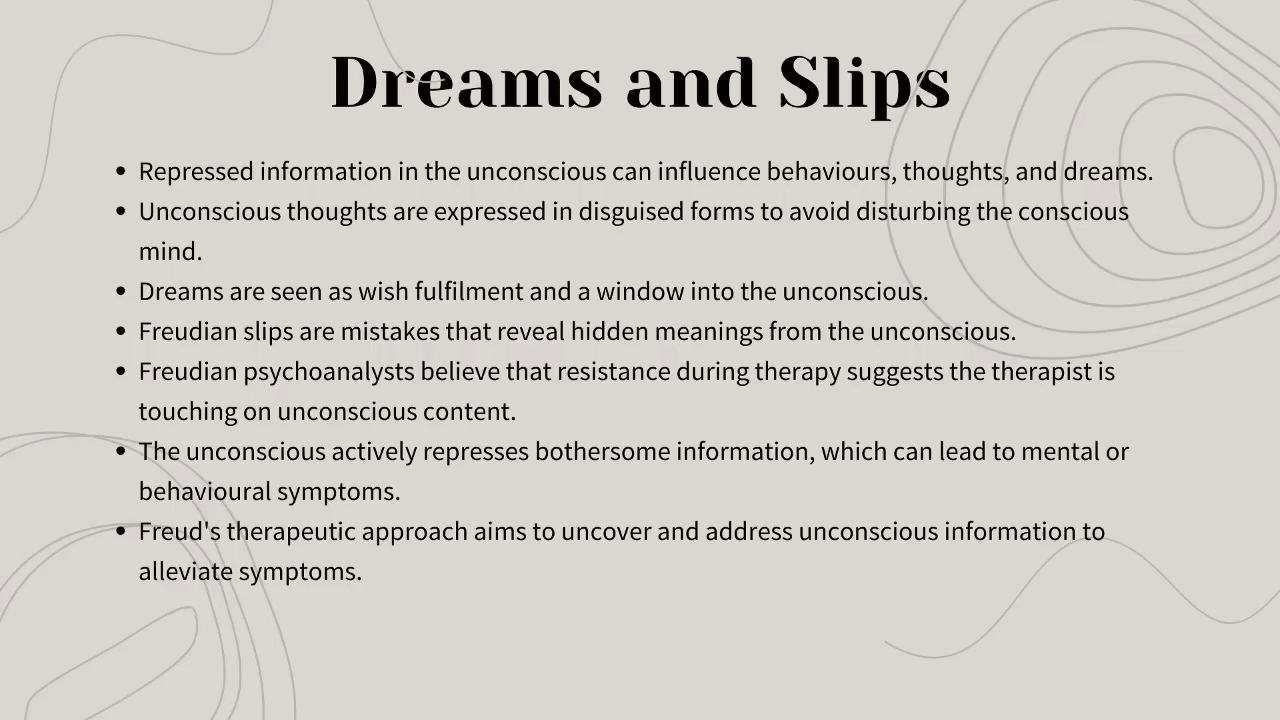 Dreams and Slips
• Repressed information in the unconscious can influence behaviours, thoughts, and dreams.
• Unconscious thoughts are expressed in disguised forms to avoid disturbing the conscious
mind.
• Dreams are seen as wish fulfilment and a window into the unconscious.
• Freudian slips are mistakes that reveal hidden meanings from the unconscious.
• Freudian psychoanalysts believe that resistance during therapy suggests the therapist is
touching on unconscious content.
• The unconscious actively represses bothersome information, which can lead to mental or
behavioural symptoms.
• Freud's therapeutic approach aims to uncover and address unconscious information to
alleviate symptoms.